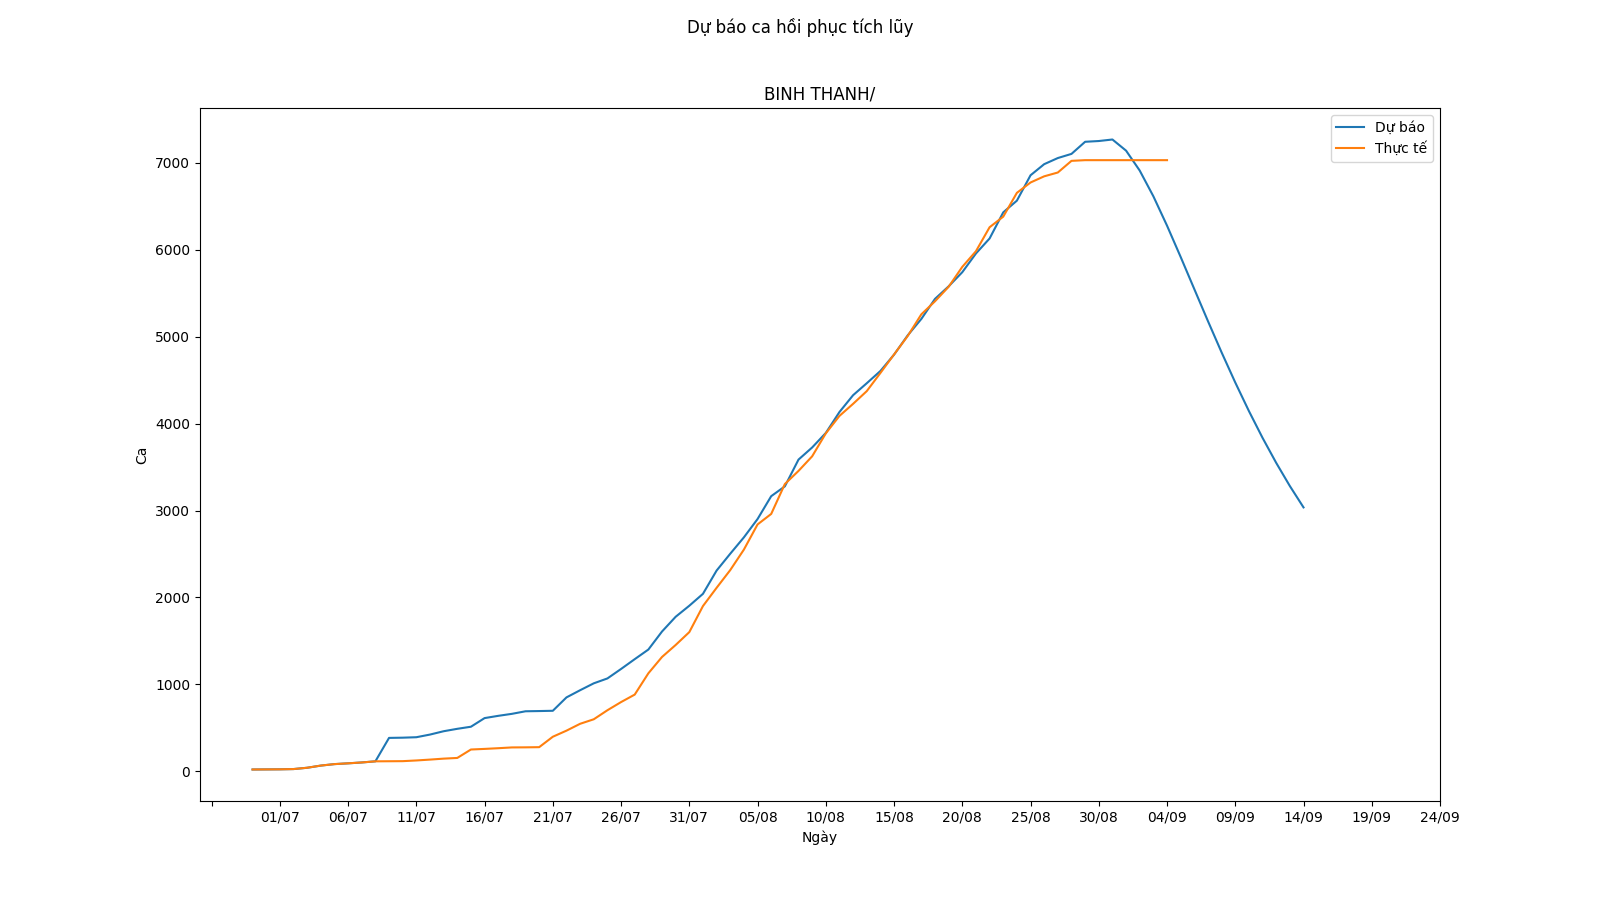 Dự báo ca hồi phục tích lũy
BINH THANH/
Dự báo
Thực tế
7000
6000
5000
4000
3000
2000
1000
0
Ca
01/07 06/07 11/07 16/07 21/07 26/07 31/07 05/08 10/08 15/08 20/08 25/08 30/08 04/09 09/09 14/09 19/09 24/09
Ngày